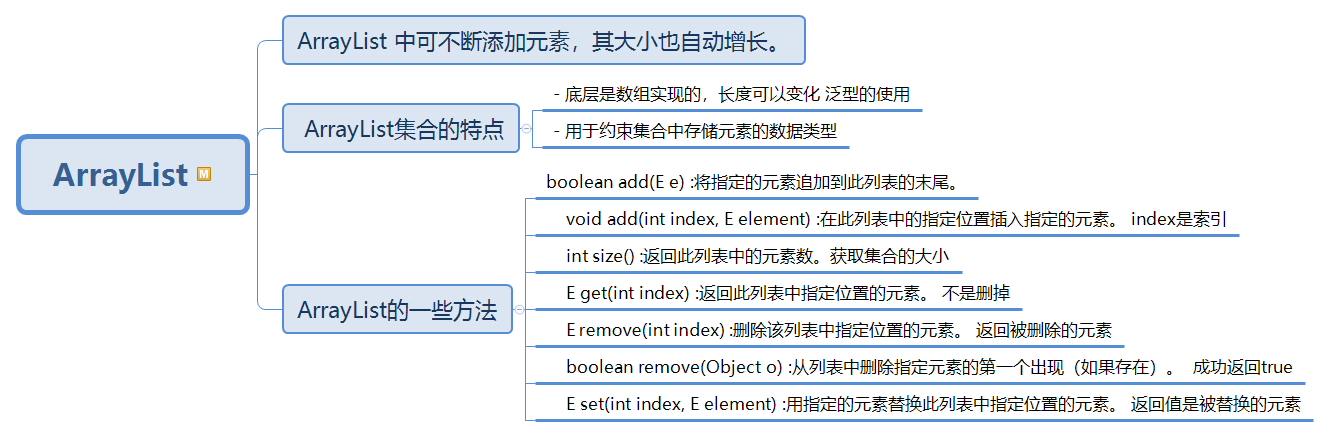 ArrayList 中可不断添加元素，其大小也自动增长。
- 底层是数组实现的，长度可以变化 泛型的使用
ArrayList集合的特点
- 用于约束集合中存储元素的数据类型
ArrayList M
boolean add(E e) :将指定的元素追加到此列表的末尾。
void add(int index, E element) :在此列表中的指定位置插入指定的元素。 index是索引
int size() :返回此列表中的元素数。获取集合的大小
E get(int index) :返回此列表中指定位置的元素。 不是删掉
ArrayList的一些方法
E remove(int index) :删除该列表中指定位置的元素。 返回被删除的元素
boolean remove(Object o) :从列表中删除指定元素的第一个出现（如果存在）。 成功返回true
E set(int index, E element) :用指定的元素替换此列表中指定位置的元素。 返回值是被替换的元素